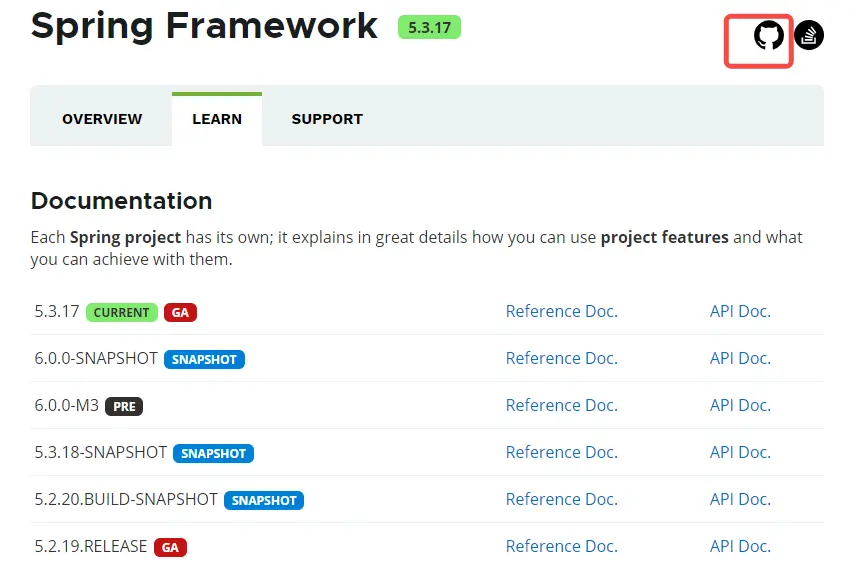 Spring Framework 5.3.17
OVERVIEW LEARN SUPPORT
Documentation
Each Spring project has its own; it explains in great details how you can use project features and what
you can achieve with them.
5.3.17 CURRENT GA Reference Doc. API Doc.
6.0.0-SNAPSHOT SNAPSHOT Reference Doc. API Doc.
6.0.0-M3 PRE Reference Doc. API Doc.
5.3.18-SNAPSHOT SNAPSHOT Reference Doc. API Doc.
5.2.20.BUILD-SNAPSHOT SNAPSHOT Reference Doc. API Doc.
5.2.19.RELEASE GA Reference Doc. API Doc.